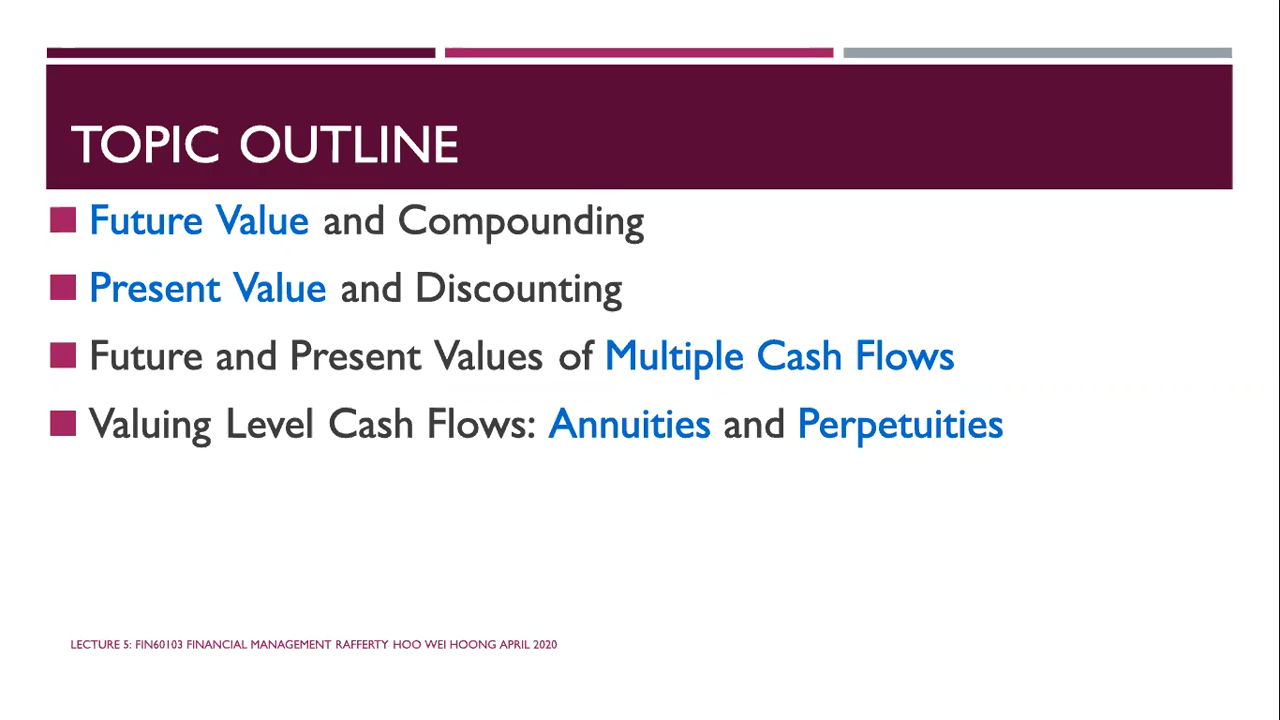 TOPIC OUTLINE
Future Value and Compounding
Present Value and Discounting
Future and Present Values of Multiple Cash Flows
Valuing Level Cash Flows: Annuities and Perpetuities
LECTURE 5: FIN60103 FINANCIAL MANAGEMENT RAFFERTY HOO WEI HOONG APRIL 2020